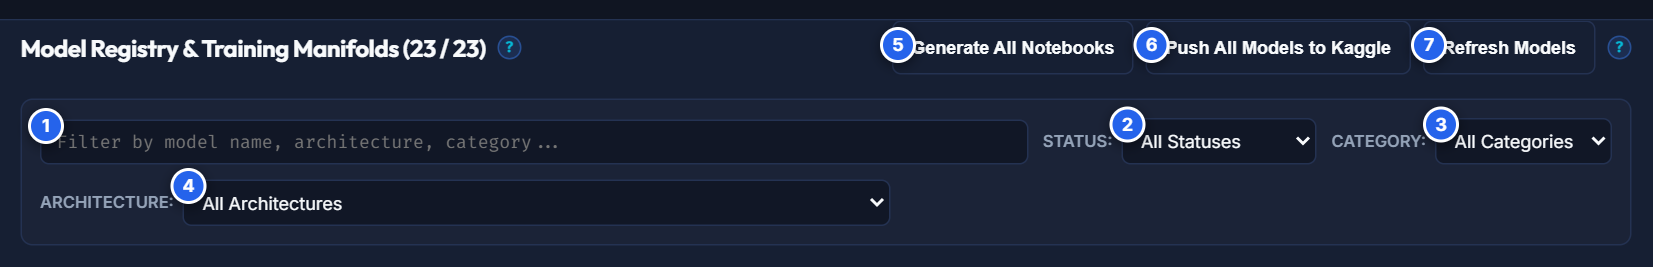 Model Registry & Training Manifolds (23 / 23) ?
5 Generate All Notebooks
6 Push All Models to Kaggle
7 Refresh Models
?
1 Filter by model name, architecture, category...
STATUS: 2 All Statuses
CATEGORY: 3 All Categories
ARCHITECTURE: 4 All Architectures